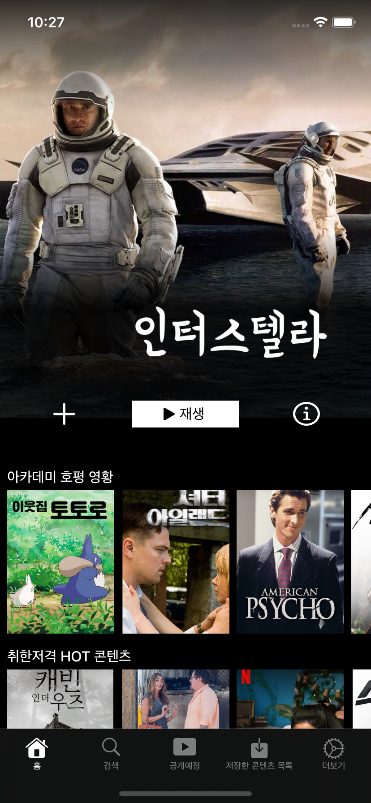 10:27
인터스텔라
재생
아카데미 호평 영황
이웃집 토토로
셔터
아일랜드
AMERICAN
PSYCHO
취한저격 HOT 콘텐츠
캐빈
인더
우즈
N
홈
검색
공개예정
저장한 콘텐츠 목록
더보기